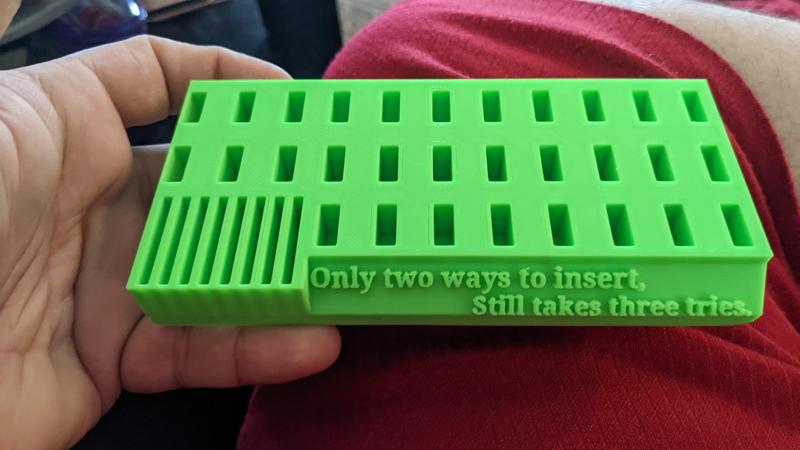 Only two ways to insert,
Still takes three tries.